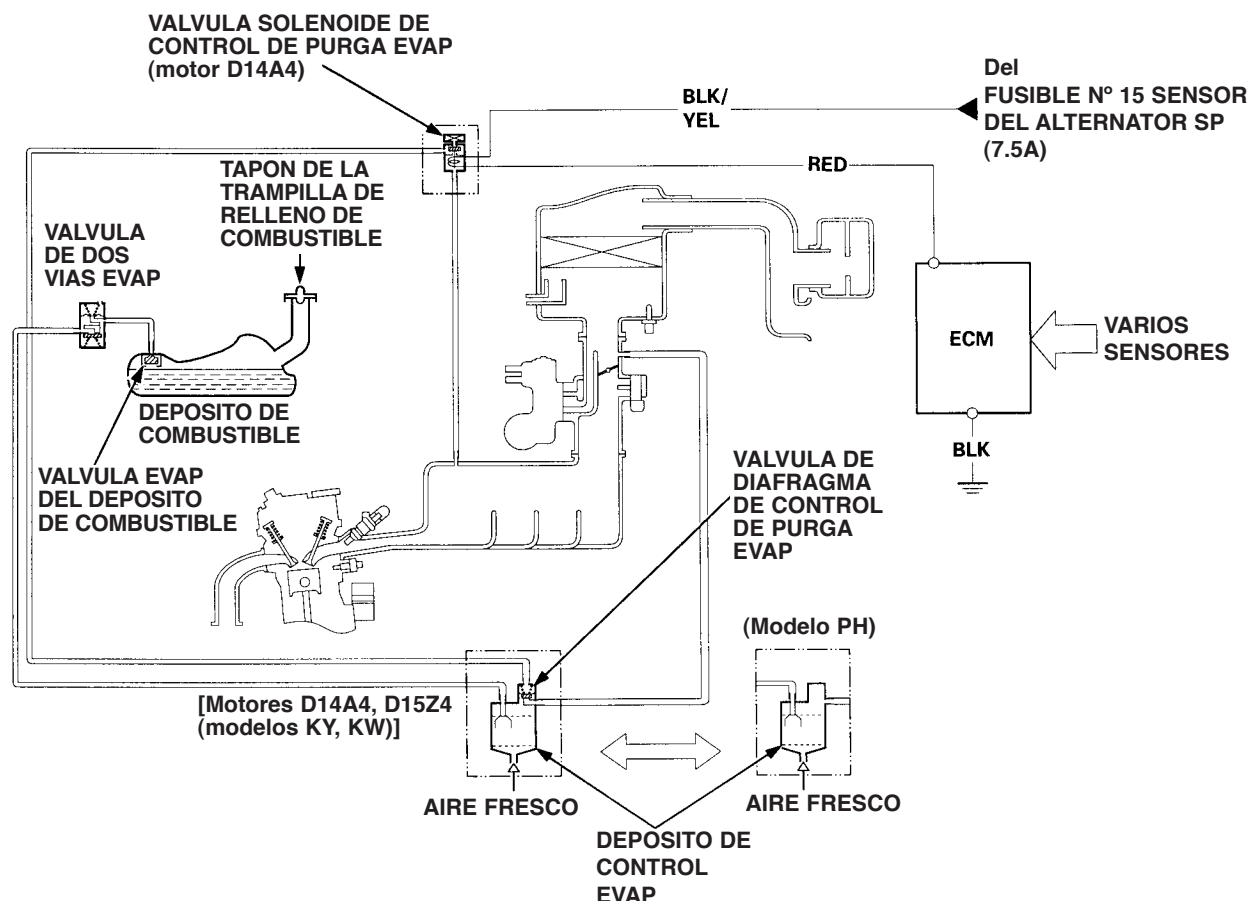 VALVULA SOLENOIDE DE
CONTROL DE PURGA EVAP
(motor D14A4)
Del
FUSIBLE Nº 15 SENSOR
DEL ALTERNATOR SP
(7.5A)
BLK/
YEL
RED
TAPON DE LA
TRAMPILLA DE
RELLENO DE
COMBUSTIBLE
VALVULA
DE DOS
VIAS EVAP
ECM
VARIOS
SENSORES
DEPOSITO DE
COMBUSTIBLE
BLK
VALVULA EVAP
DEL DEPOSITO
DE COMBUSTIBLE
VALVULA DE
DIAFRAGMA
DE CONTROL
DE PURGA
EVAP
(Modelo PH)
[Motores D14A4, D15Z4
(modelos KY, KW)]
AIRE FRESCO
AIRE FRESCO
DEPOSITO DE
CONTROL
EVAP